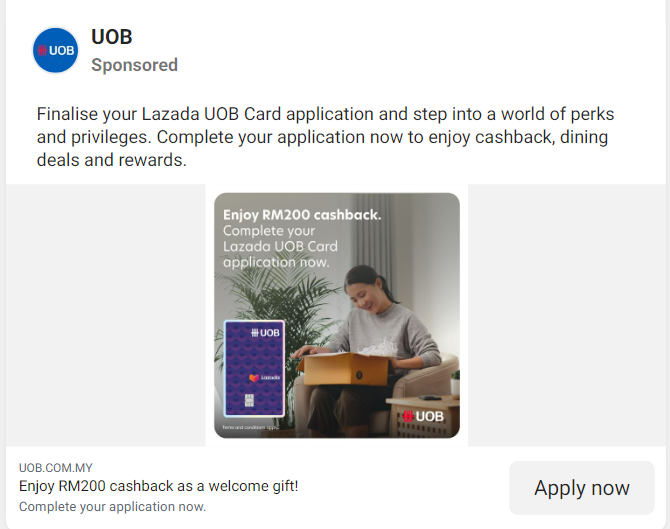 UOB
UOB
Sponsored
Finalise your Lazada UOB Card application and step into a world of perks
and privileges. Complete your application now to enjoy cashback, dining
deals and rewards.
Enjoy RM200 cashback.
Complete your
Lazada UOB Card
application now.
UOB
Lazada
UOB
Terms and conditions apply.
UOB.COM.MY
Enjoy RM200 cashback as a welcome gift!
Complete your application now.
Apply now